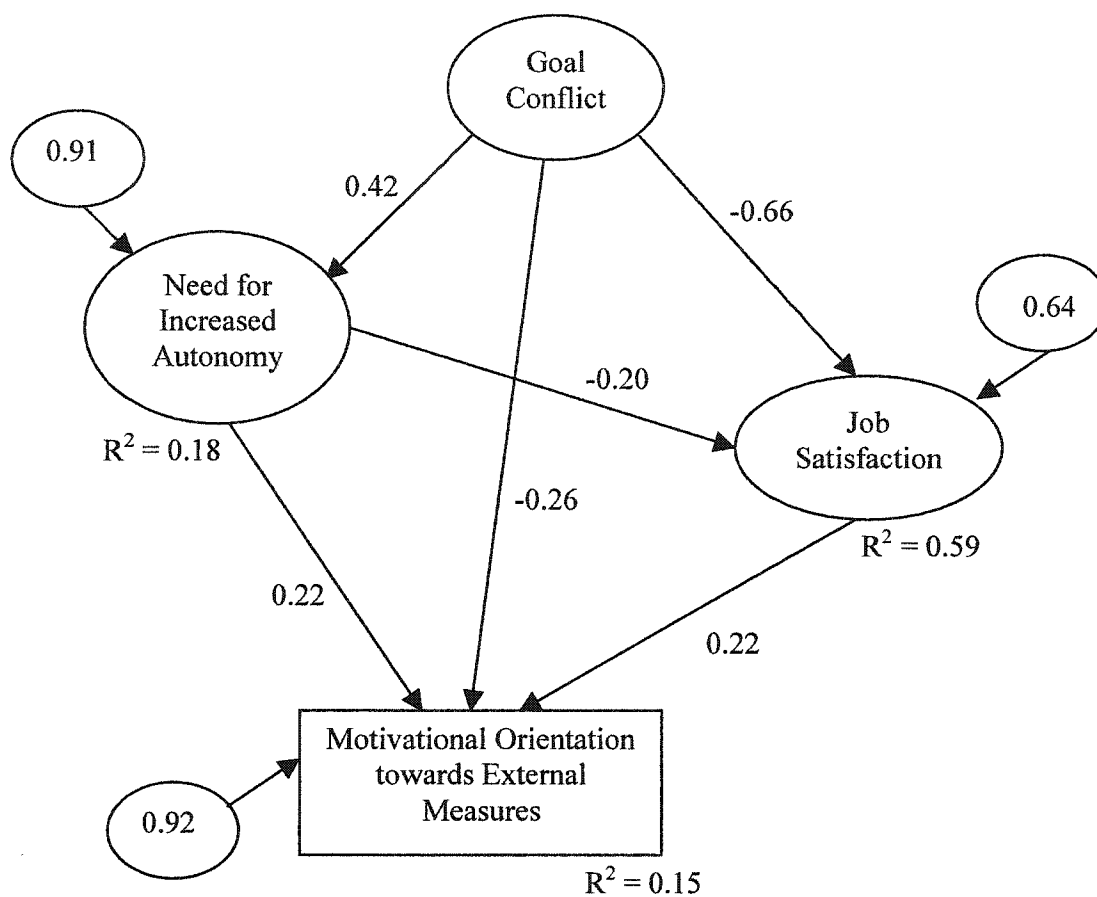 Goal
Conflict
0.91
0.42
-0.66
Need for
Increased
Autonomy
0.64
-0.20
R² = 0.18
Job
Satisfaction
-0.26
R² = 0.59
0.22
0.22
Motivational Orientation
towards External
Measures
0.92
R² = 0.15